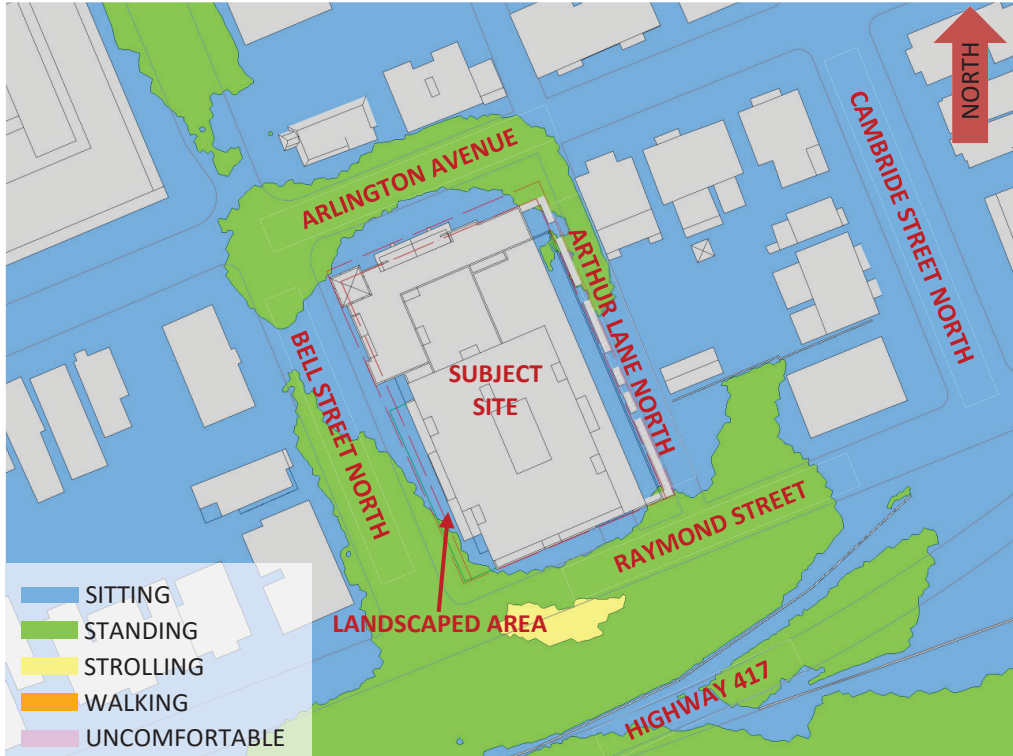 NORTH
ARLINGTON AVENUE
CAMBRIDE STREET NORTH
ARTHUR LANE NORTH
BELL STREET NORTH
SUBJECT
SITE
RAYMOND STREET
LANDSCAPED AREA
HIGHWAY 417
SITTING
STANDING
STROLLING
WALKING
UNCOMFORTABLE